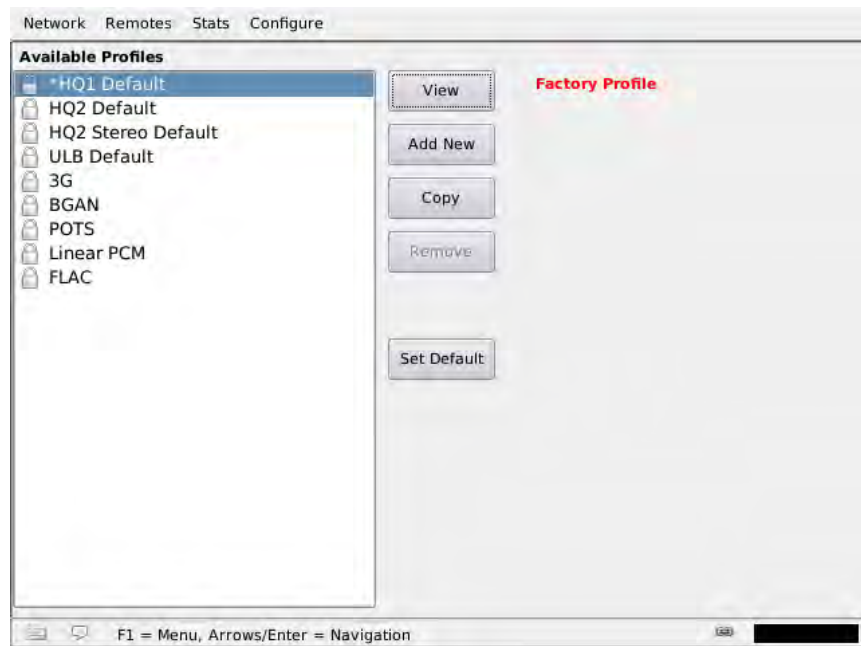 Network Remotes Stats Configure
Available Profiles
*HQ1 Default
HQ2 Default
HQ2 Stereo Default
ULB Default
3G
BGAN
POTS
Linear PCM
FLAC
View
Add New
Copy
Remove
Set Default
Factory Profile
F1 = Menu, Arrows/Enter = Navigation